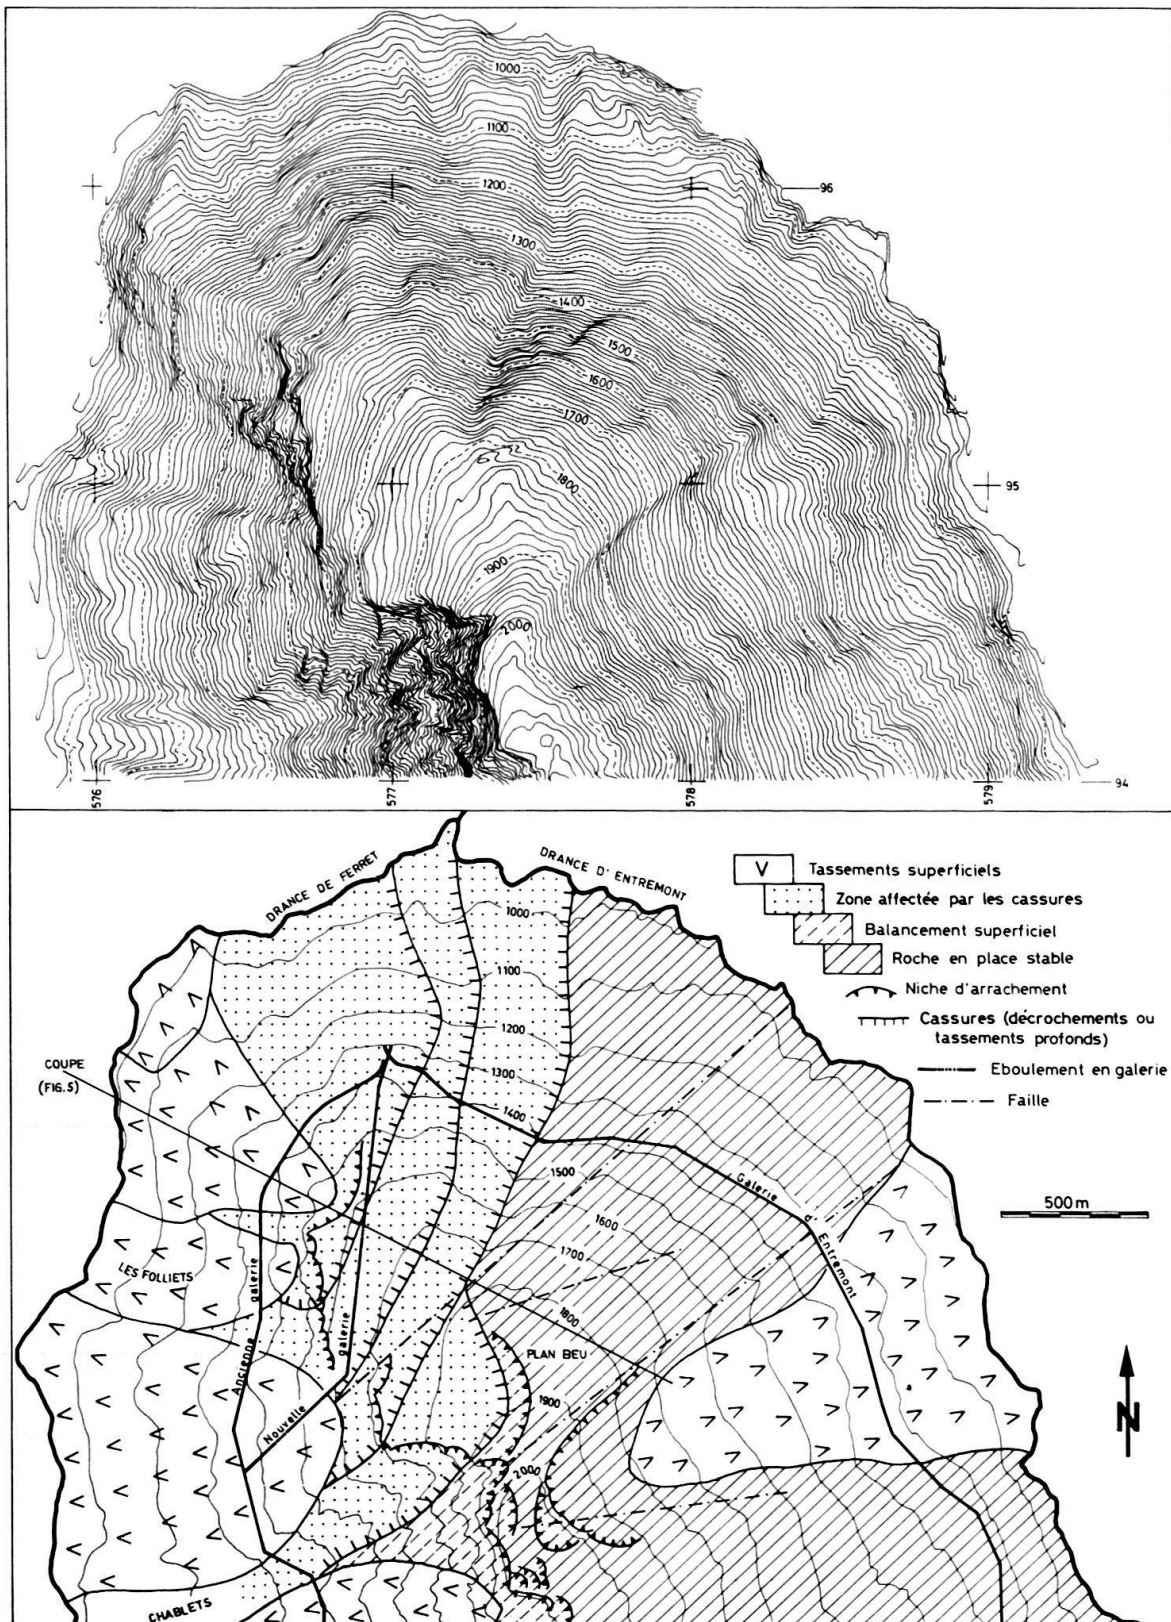 1000
1100
1200
96
1300
1400
1500
1600
1700
1800
95
1900
2000
94
576
577
578
579
DRANCE DE FERRET
DRANCE D'ENTREMONT
V Tassements superficiels
Zone affectée par les cassures
Balancement superficiel
Roche en place stable
Niche d'arrachement
Cassures (décrochements ou
tassements profonds)
Eboulement en galerie
Faille
500m
N
1000
1100
1200
1300
1400
1500
1600
1700
1800
1900
2000
COUPE
(FIG.5)
LES FOLLIETS
Ancienne galerie
Nouvelle galerie
Galerie d'Entremont
PLAN BEU
CHABLETS